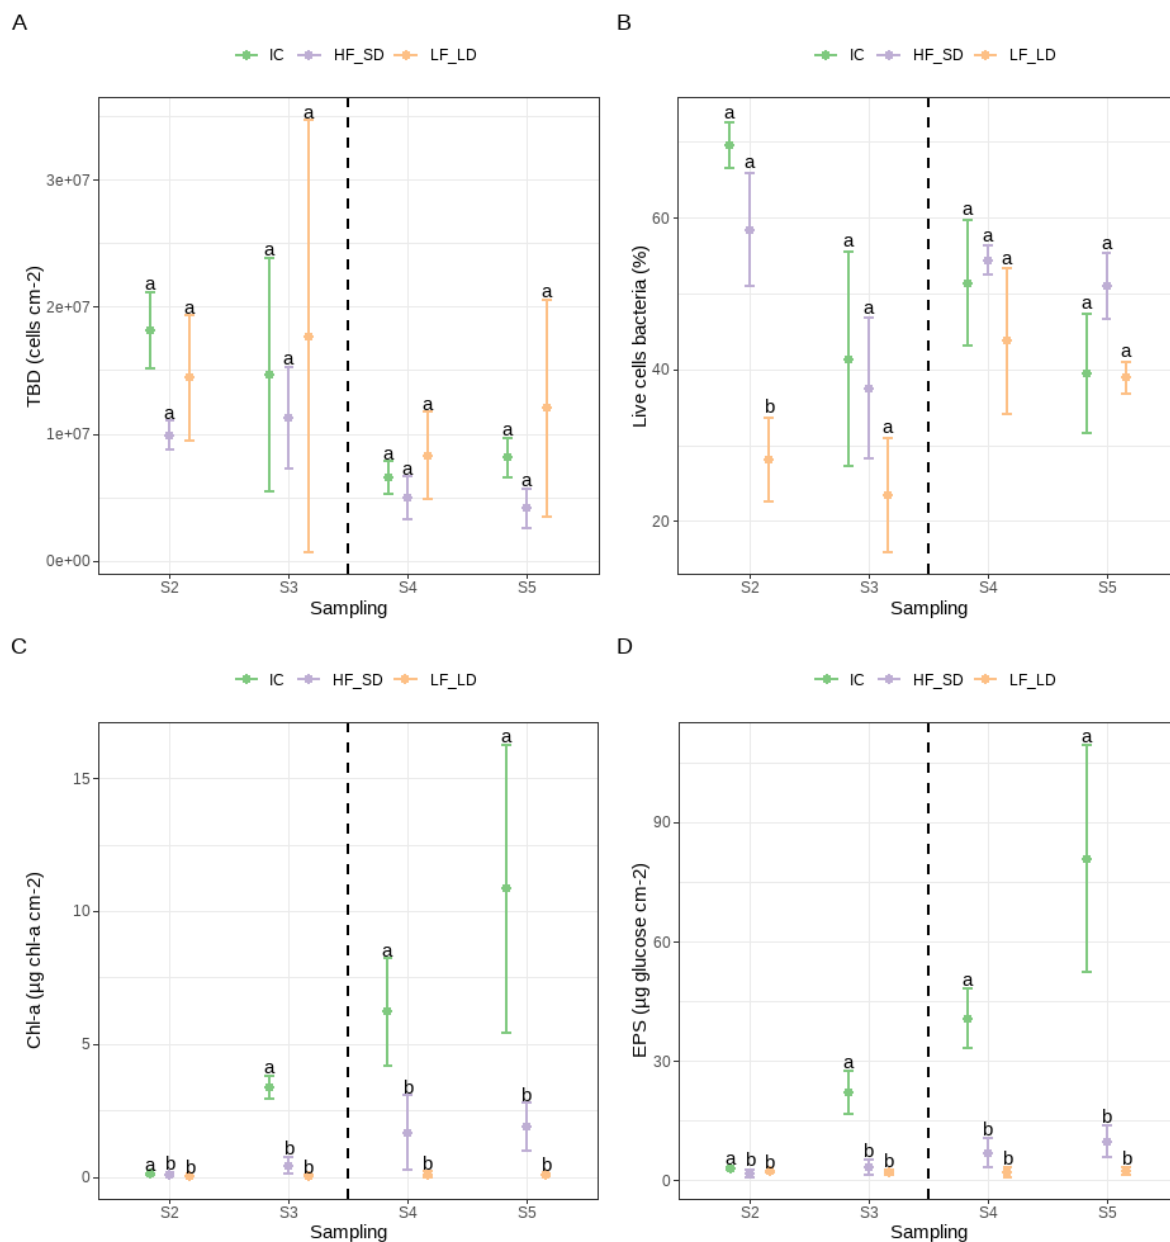 A
IC HF_SD LF_LD
TBD (cells cm-2)
3e+07
2e+07
1e+07
0e+00
a a a
a a a
a a a
a a a
S2 S3 S4 S5
Sampling
B
IC HF_SD LF_LD
Live cells bacteria (%)
60
40
20
a a b
a a a
a a a
a a a
S2 S3 S4 S5
Sampling
C
IC HF_SD LF_LD
Chl-a (µg chl-a cm-2)
15
10
5
0
a b b
a b b
a b b
a b b
S2 S3 S4 S5
Sampling
D
IC HF_SD LF_LD
EPS (µg glucose cm-2)
90
60
30
0
a b b
a b b
a b b
a b b
S2 S3 S4 S5
Sampling